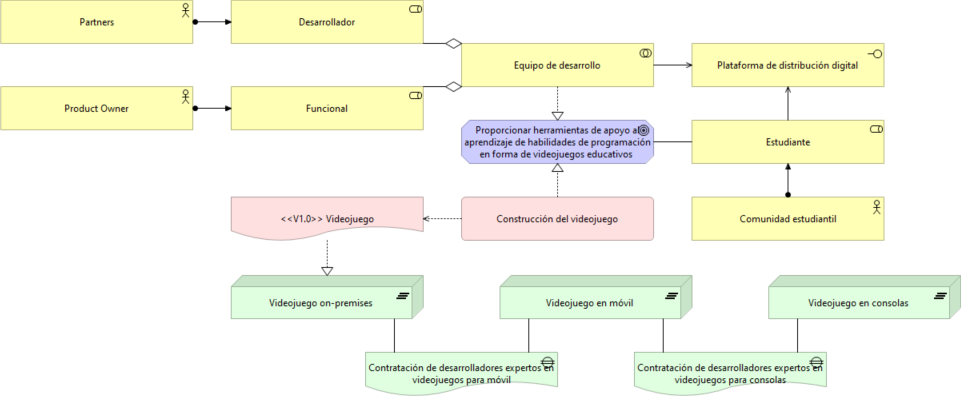 Partners
Desarrollador
Equipo de desarrollo
Plataforma de distribución digital
Product Owner
Funcional
Proporcionar herramientas de apoyo al
aprendizaje de habilidades de programación
en forma de videojuegos educativos
Estudiante
<<V1.0>> Videojuego
Construcción del videojuego
Comunidad estudiantil
Videojuego on-premises
Videojuego en móvil
Videojuego en consolas
Contratación de desarrolladores expertos en
videojuegos para móvil
Contratación de desarrolladores expertos en
videojuegos para consolas